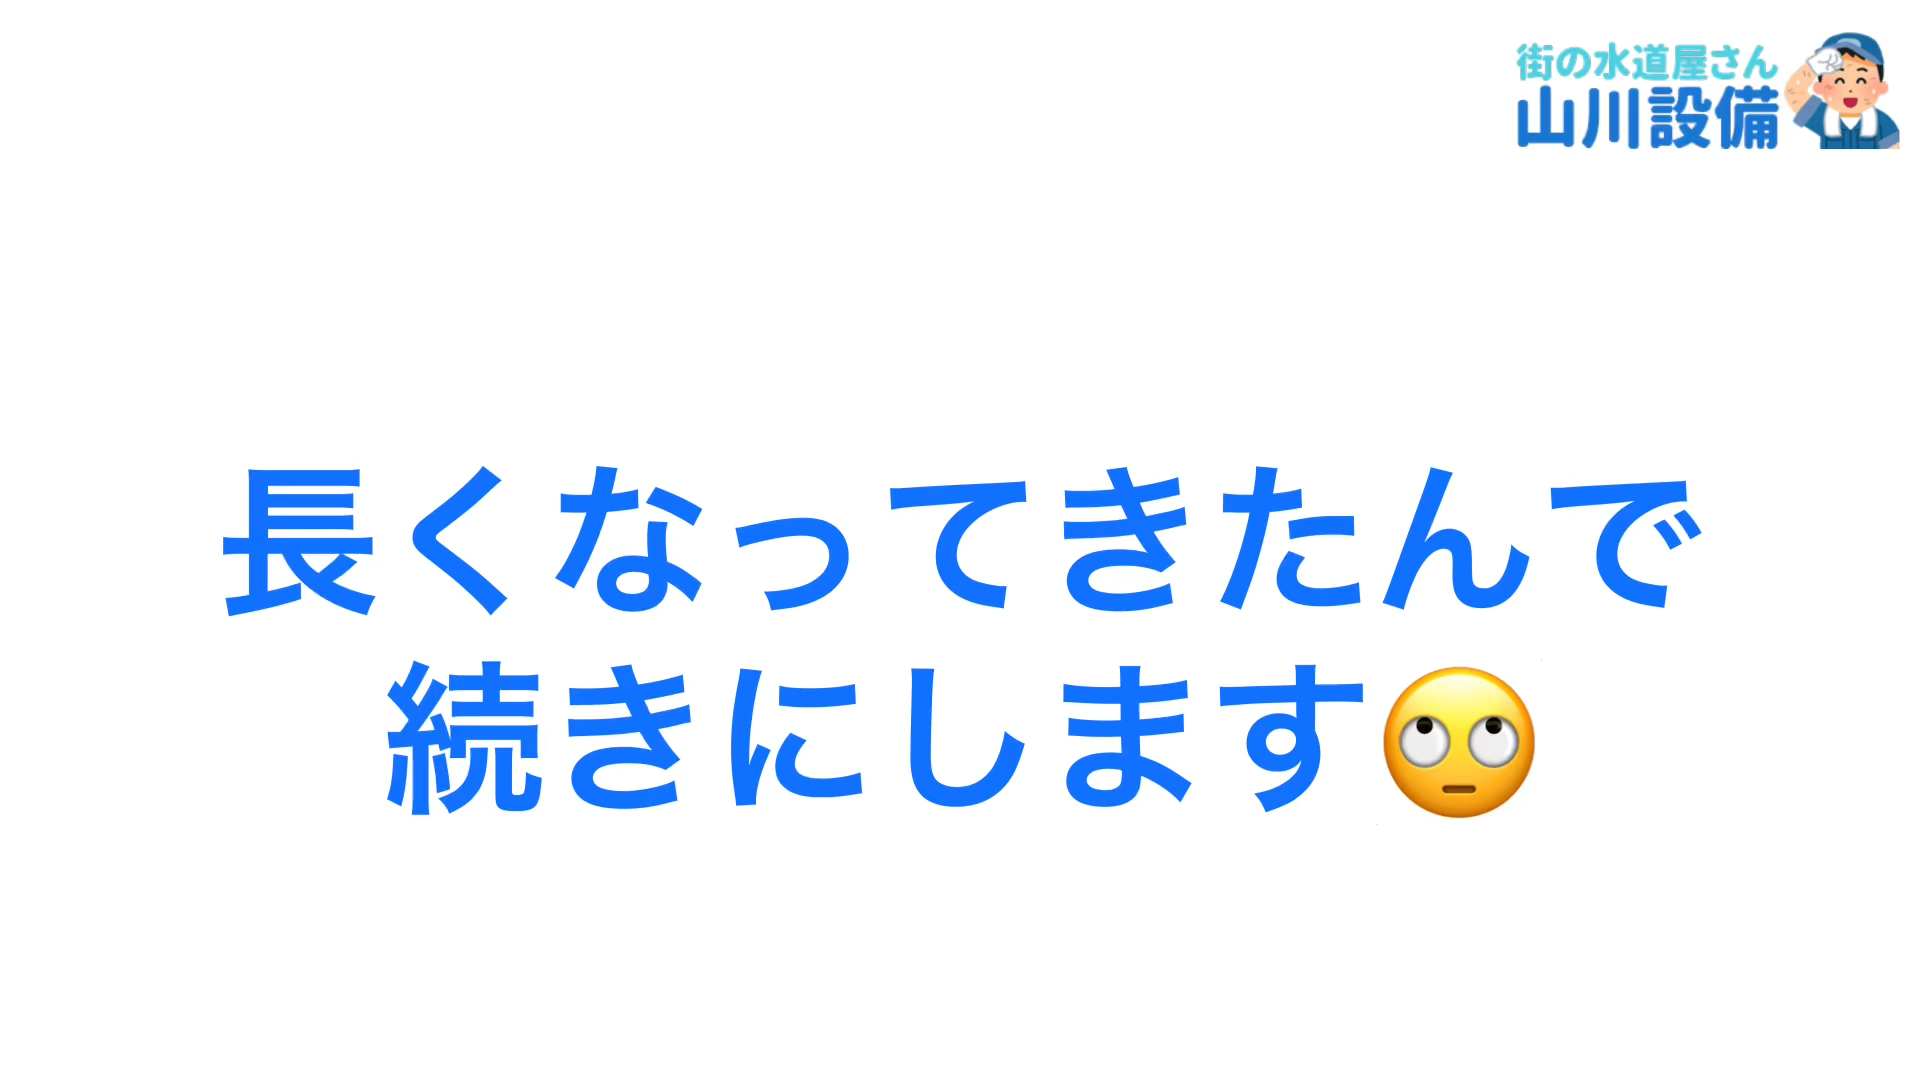 街の水道屋さん
山川設備
長くなってきたんで
続きにします🙄